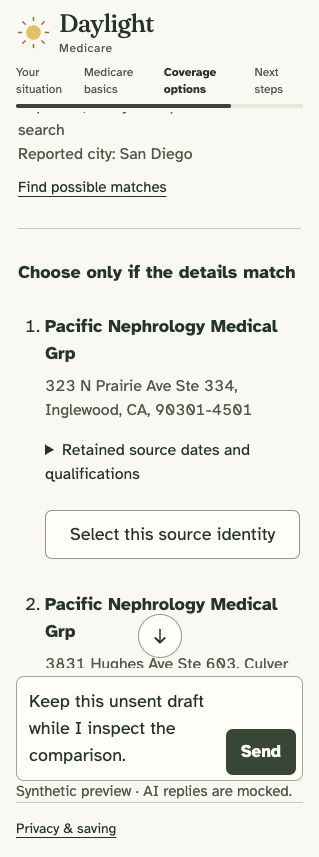 Daylight
Medicare
Your situation
Medicare basics
Coverage options
Next steps
search
Reported city: San Diego
Find possible matches
Choose only if the details match
1. Pacific Nephrology Medical
Grp
323 N Prairie Ave Ste 334,
Inglewood, CA, 90301-4501
▶ Retained source dates and
qualifications
Select this source identity
2. Pacific Nephrology Medical
Grp
3831 Hughes Ave Ste 603, Culver
Keep this unsent draft
while I inspect the
comparison.
Send
Synthetic preview · AI replies are mocked.
Privacy & saving